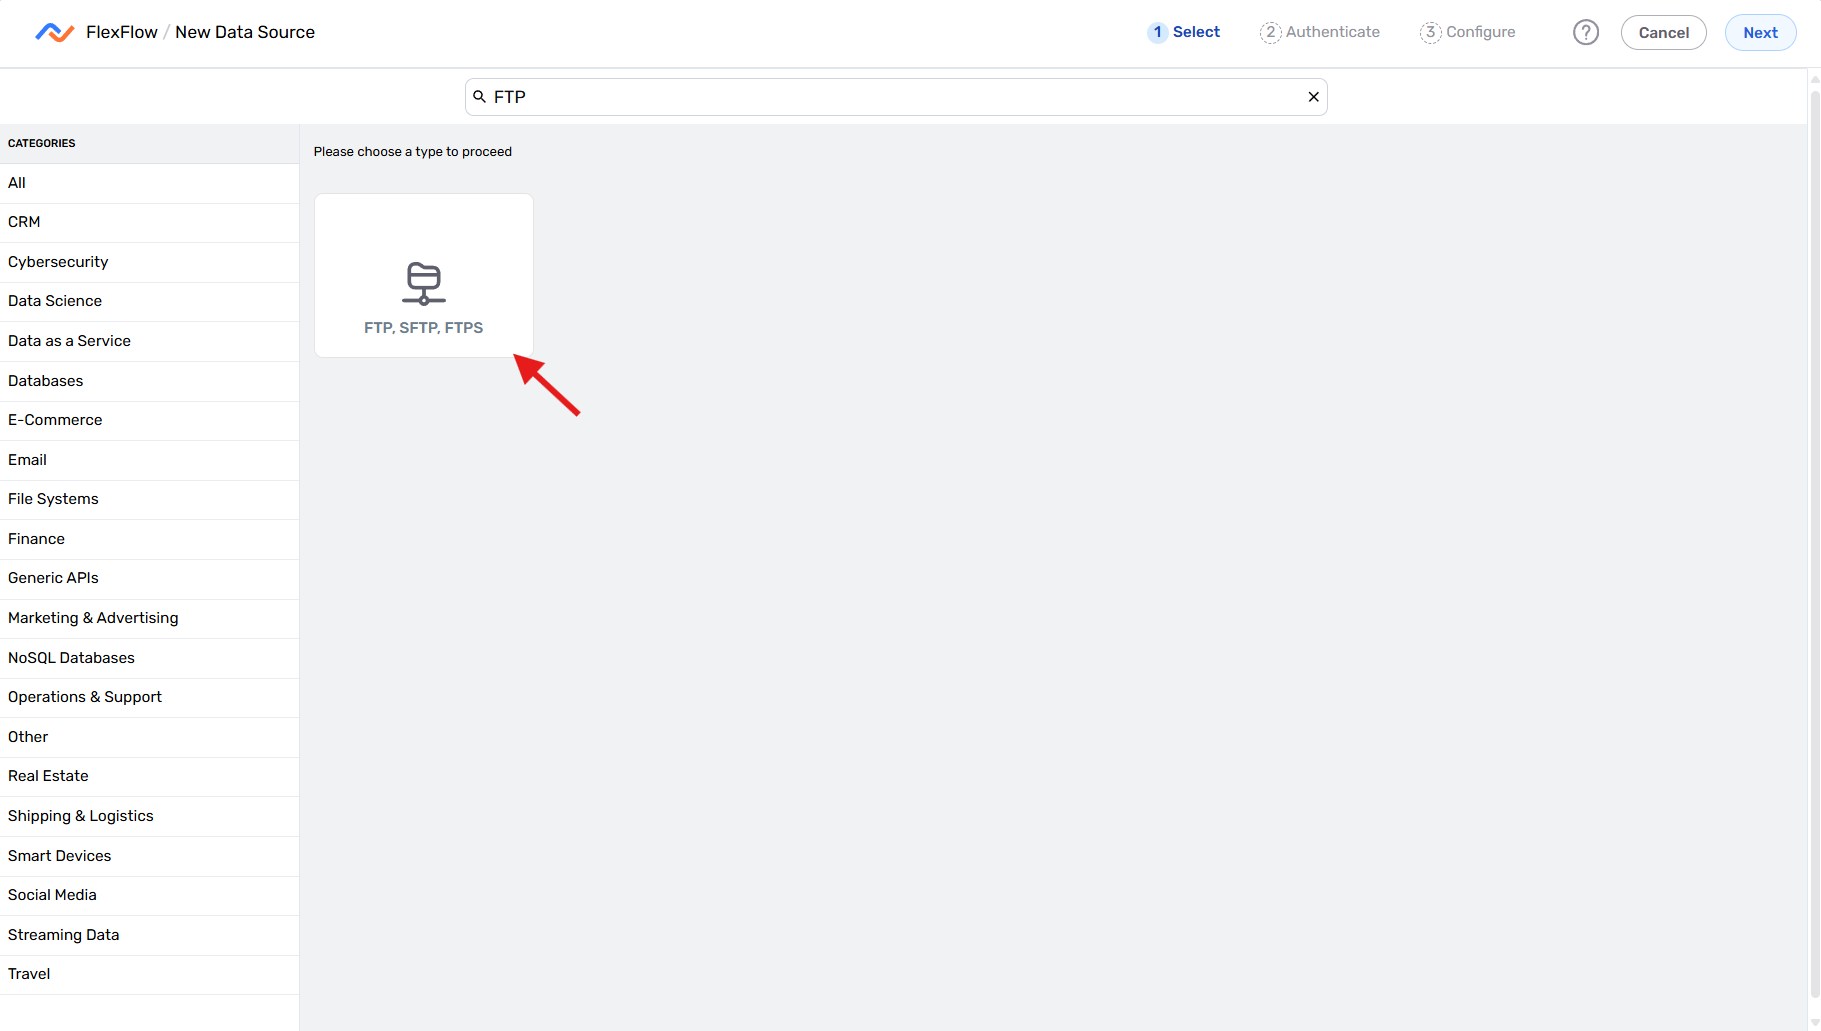 FlexFlow / New Data Source
1 Select
2 Authenticate
3 Configure
?
Cancel
Next
FTP
CATEGORIES
All
CRM
Cybersecurity
Data Science
Data as a Service
Databases
E-Commerce
Email
File Systems
Finance
Generic APIs
Marketing & Advertising
NoSQL Databases
Operations & Support
Other
Real Estate
Shipping & Logistics
Smart Devices
Social Media
Streaming Data
Travel
Please choose a type to proceed
FTP, SFTP, FTPS